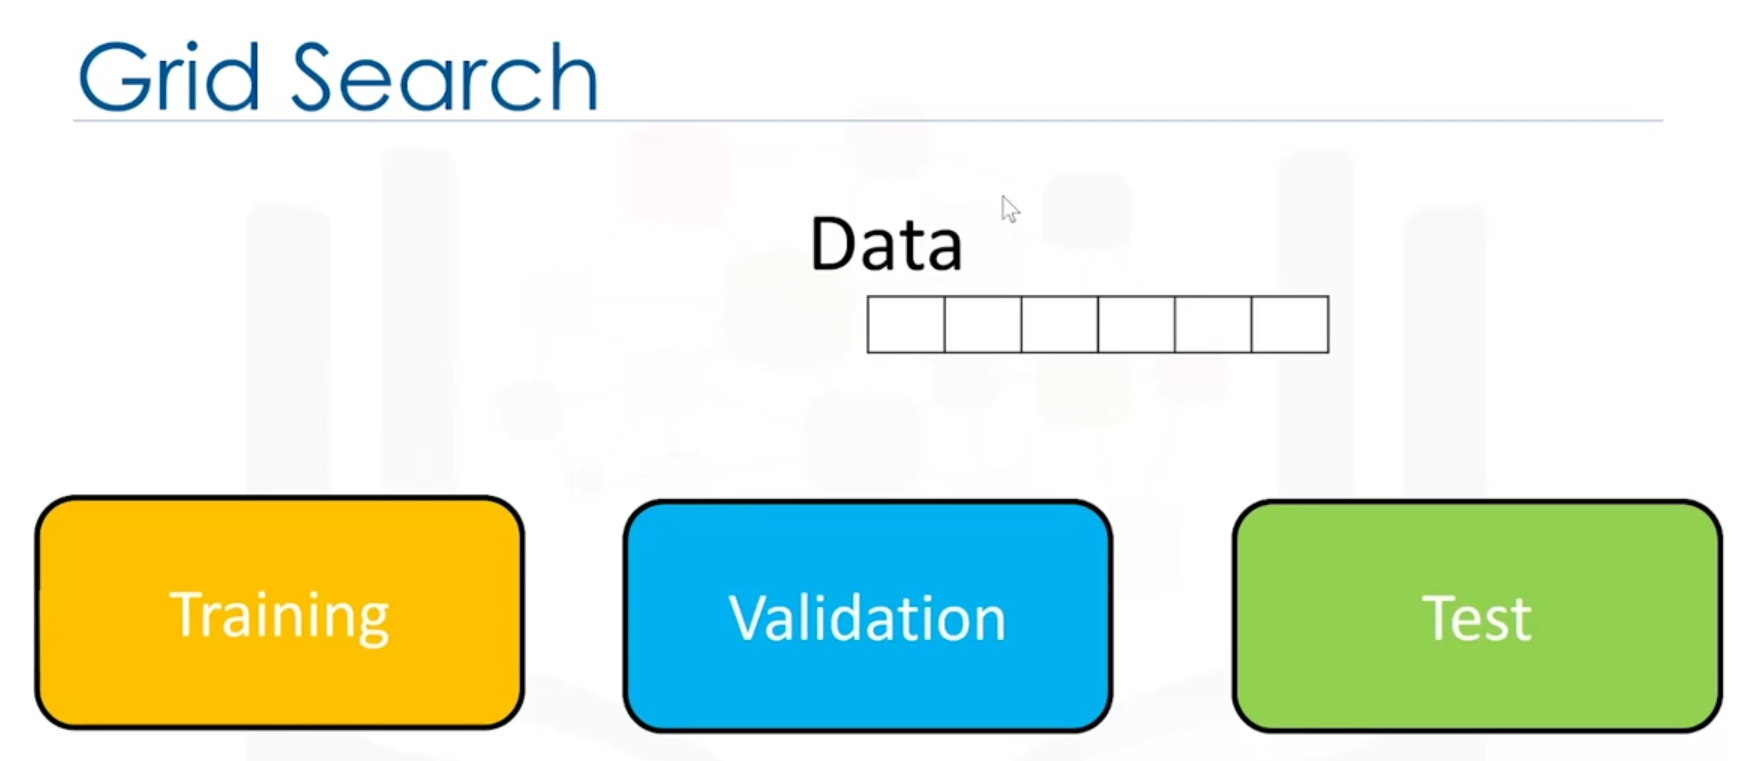 Grid Search
Data
Training
Validation
Test